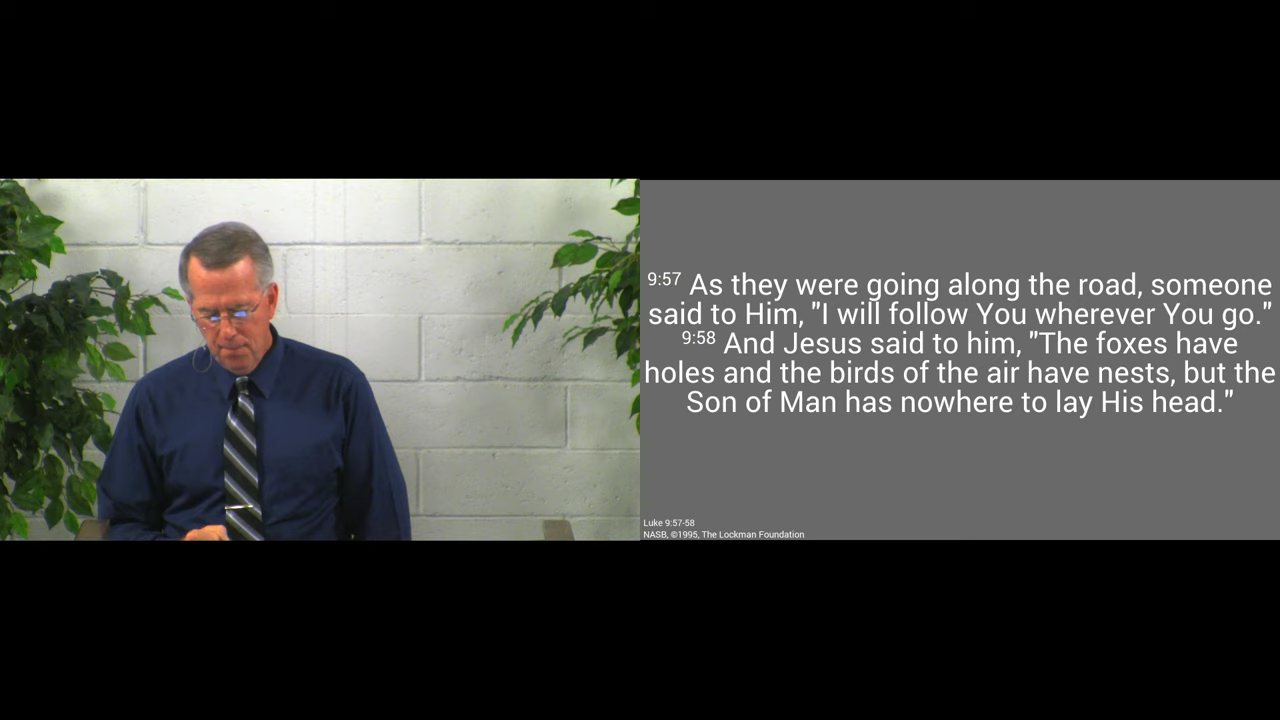 9:57 As they were going along the road, someone
said to Him, "I will follow You wherever You go."
9:58 And Jesus said to him, "The foxes have
holes and the birds of the air have nests, but the
Son of Man has nowhere to lay His head."
Luke 9:57-58
NASB, ©1995, The Lockman Foundation